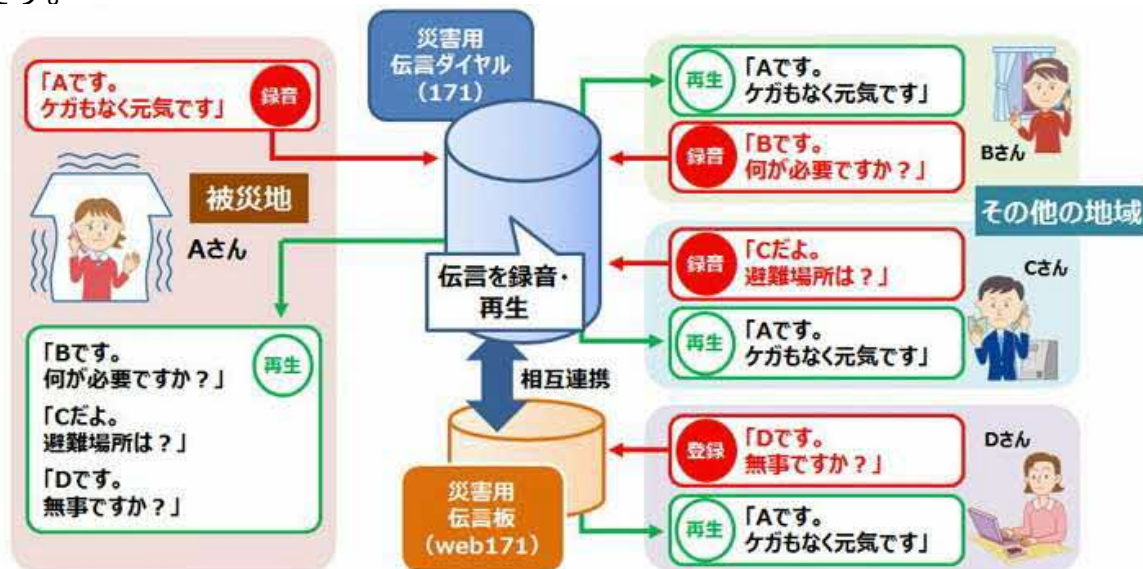 です。
災害用
伝言ダイヤル
（171）
「Aです。
ケガもなく元気です」
録音
被災地
Aさん
「Bです。
何が必要ですか？」
再生
「Cだよ。
避難場所は？」
「Dです。
無事ですか？」
伝言を録音・
再生
相互連携
災害用
伝言板
（web171）
再生
「Aです。
ケガもなく元気です」
録音
「Bです。
何が必要ですか？」
Bさん
その他の地域
録音
「Cだよ。
避難場所は？」
Cさん
再生
「Aです。
ケガもなく元気です」
登録
「Dです。
無事ですか？」
Dさん
再生
「Aです。
ケガもなく元気です」